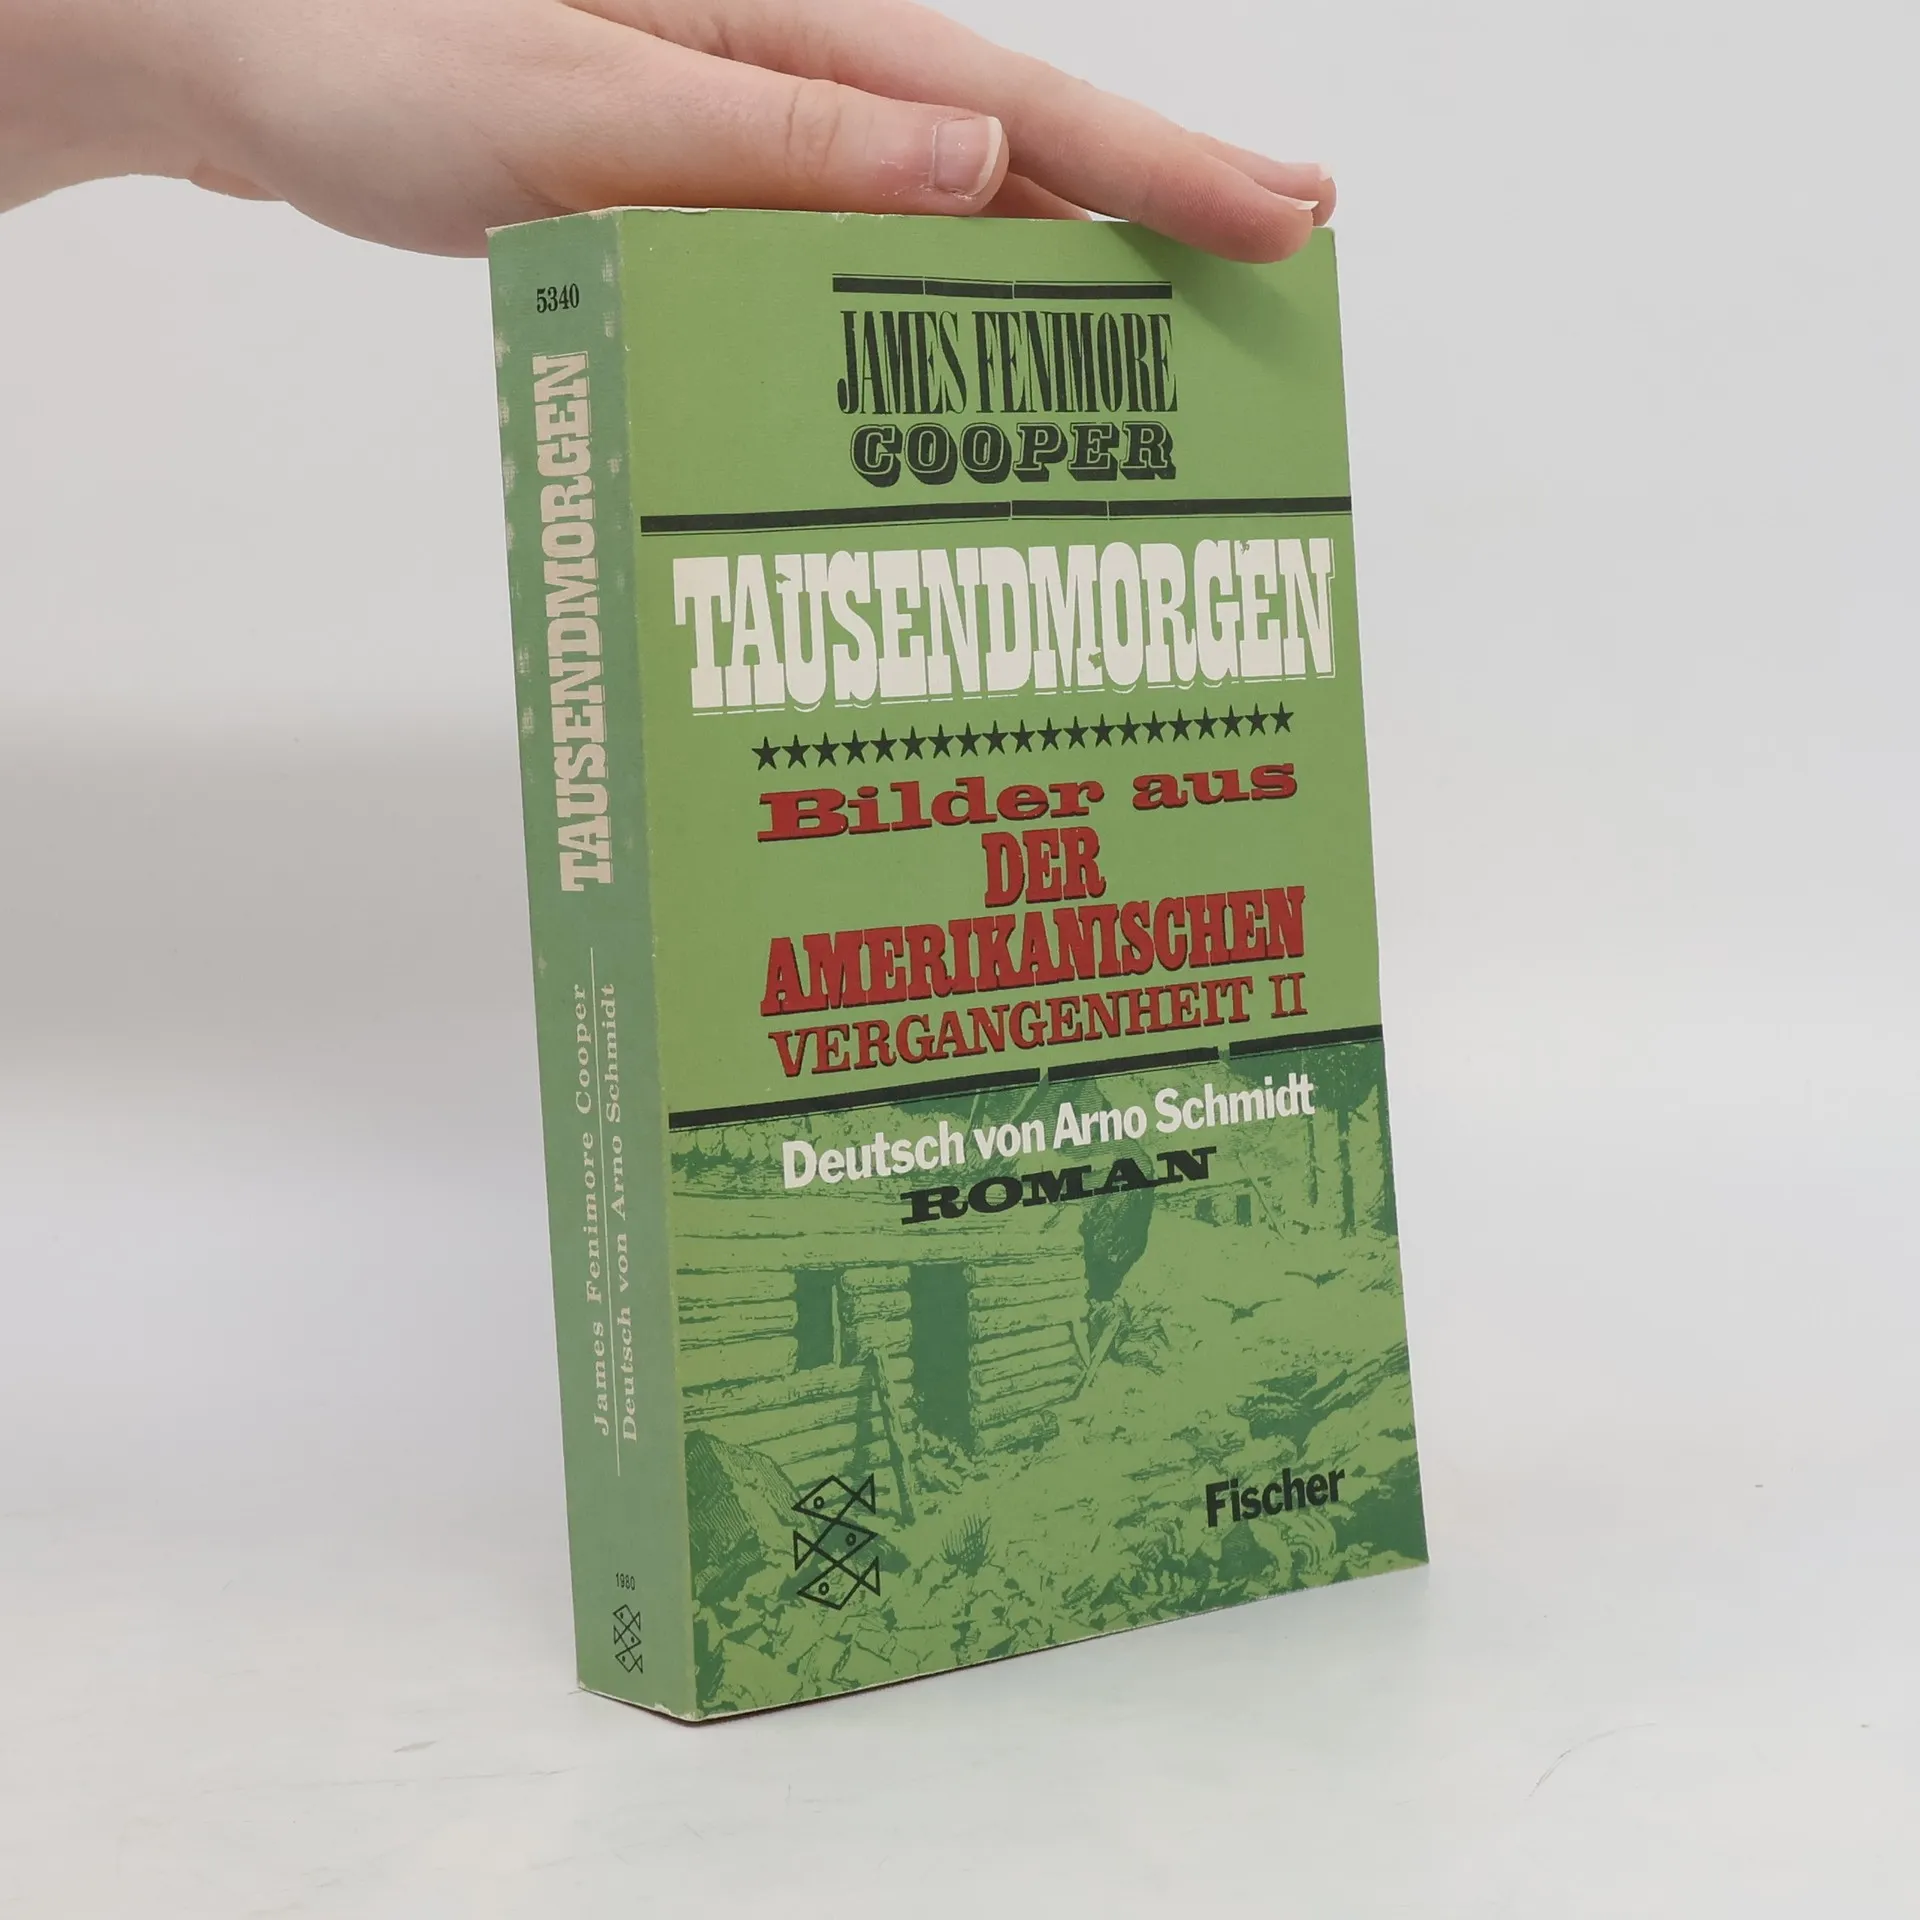 5340
TAUSENDMORGEN
James Fenimore Cooper
Deutsch von Arno Schmidt
1980
JAMES FENIMORE
COOPER
TAUSENDMORGEN
Bilder aus
DER
AMERIKANISCHEN
VERGANGENHEIT II
Deutsch von Arno Schmidt
ROMAN
Fischer